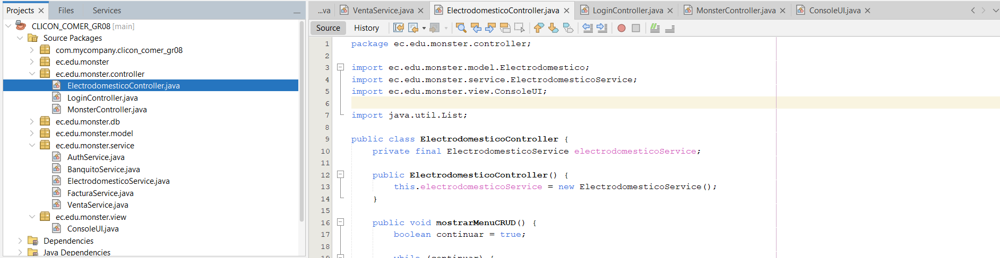 Projects
Files
Services
CLICON_COMER_GR08 [main]
Source Packages
com.mycompany.clicon_comer_gr08
ec.edu.monster
ec.edu.monster.controller
ElectrodomesticoController.java
LoginController.java
MonsterController.java
ec.edu.monster.db
ec.edu.monster.model
ec.edu.monster.service
AuthService.java
BanquitoService.java
ElectrodomesticoService.java
FacturaService.java
VentaService.java
ec.edu.monster.view
ConsoleUI.java
Dependencies
Java Dependencies
...va
VentaService.java
ElectrodomesticoController.java
LoginController.java
MonsterController.java
ConsoleUI.java
Source
History
1 package ec.edu.monster.controller;
2
3 import ec.edu.monster.model.Electrodomestico;
4 import ec.edu.monster.service.ElectrodomesticoService;
5 import ec.edu.monster.view.ConsoleUI;
6
7 import java.util.List;
8
9 public class ElectrodomesticoController {
10 private final ElectrodomesticoService electrodomesticoService;
11
12 public ElectrodomesticoController() {
13 this.electrodomesticoService = new ElectrodomesticoService();
14 }
15
16 public void mostrarMenuCRUD() {
17 boolean continuar = true;
18
19 while (continuar) {